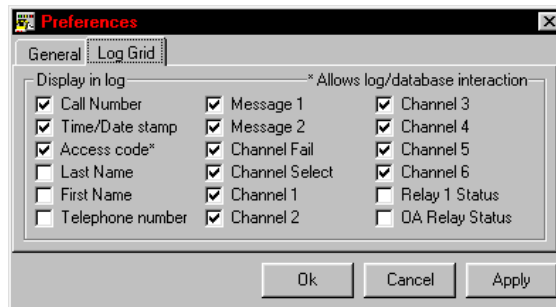 Preferences
General Log Grid
Display in log * Allows log/database interaction
Call Number Message 1 Channel 3
Time/Date stamp Message 2 Channel 4
Access code* Channel Fail Channel 5
Last Name Channel Select Channel 6
First Name Channel 1 Relay 1 Status
Telephone number Channel 2 OA Relay Status
Ok Cancel Apply